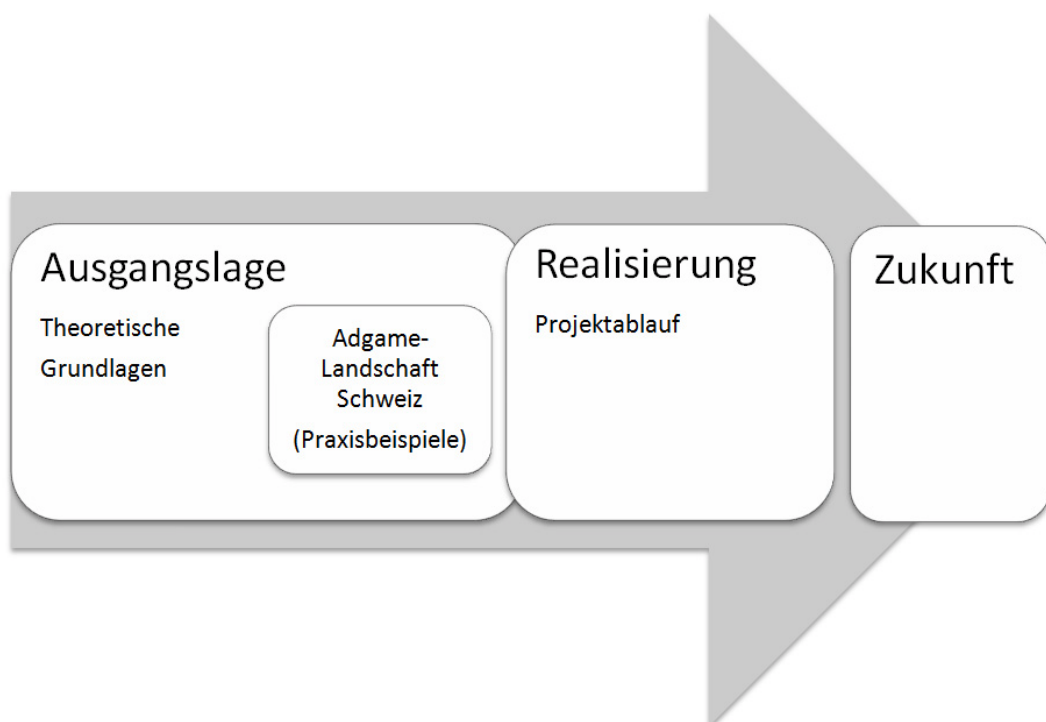 Ausgangslage
Theoretische
Grundlagen
Adgame-
Landschaft
Schweiz
(Praxisbeispiele)
Realisierung
Projektablauf
Zukunft